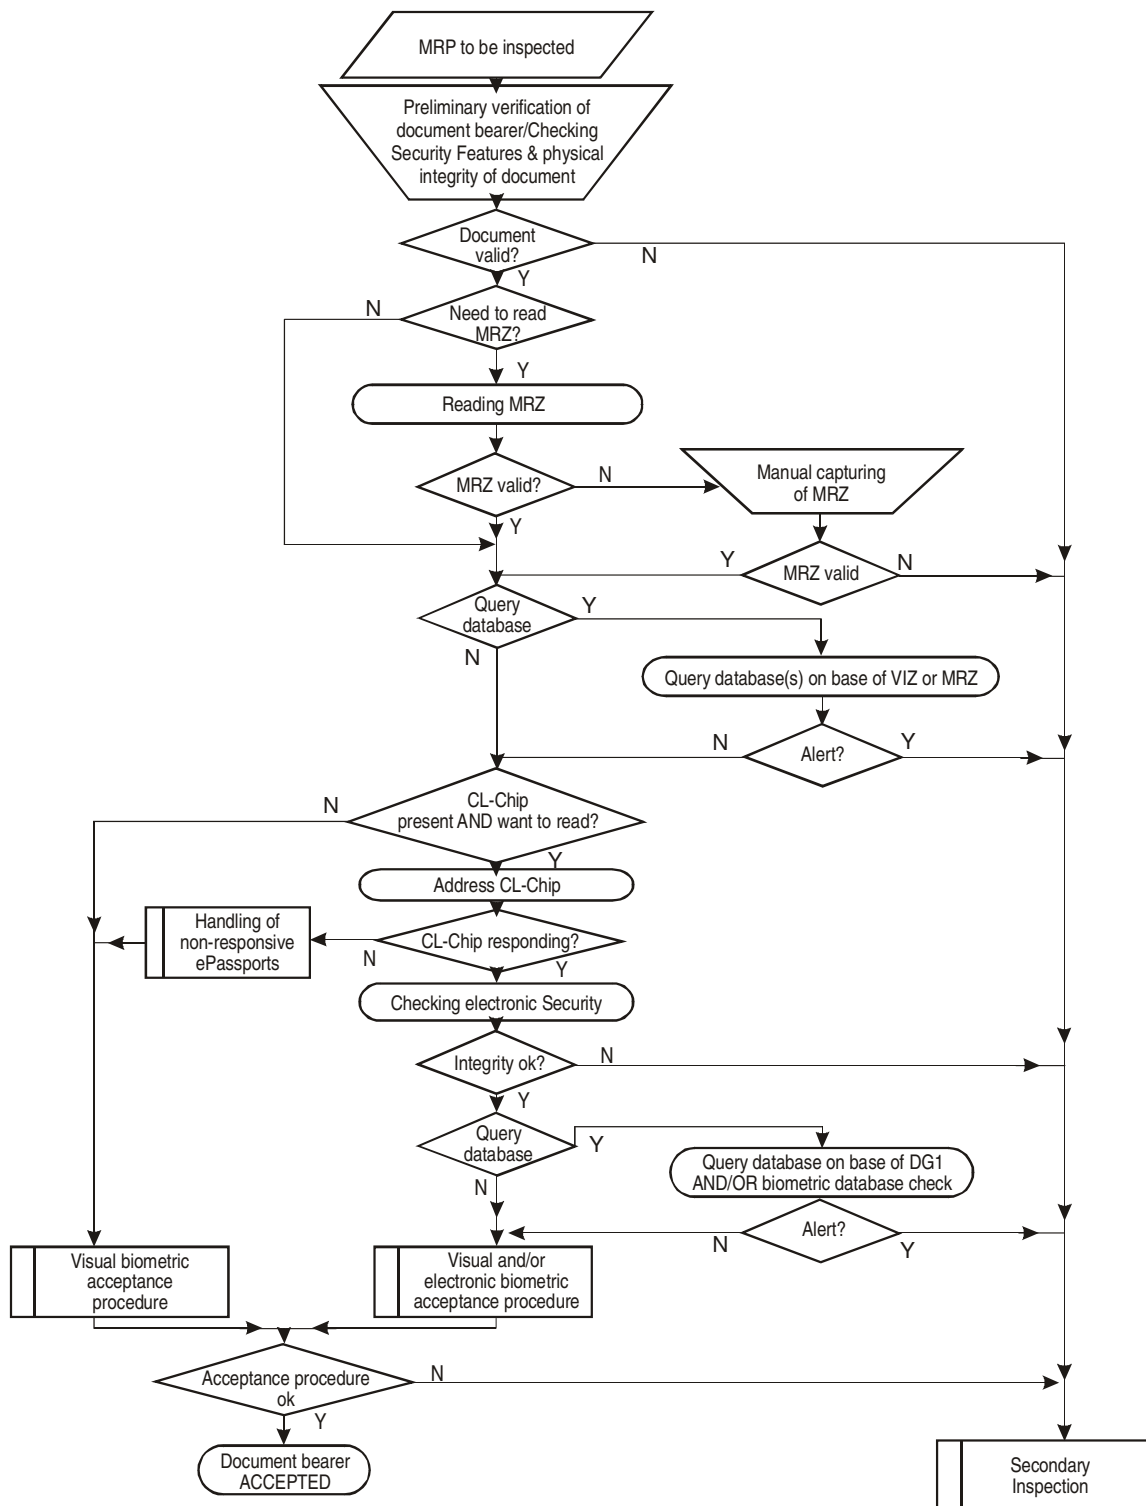 MRP to be inspected
Preliminary verification of
document bearer/Checking
Security Features & physical
integrity of document
Document
valid?
N
Y
N
Need to read
MRZ?
Y
Reading MRZ
MRZ valid?
N
Manual capturing
of MRZ
Y
Y
MRZ valid
N
Query
database
Y
N
Query database(s) on base of VIZ or MRZ
N
Alert?
Y
N
CL-Chip
present AND want to read?
Y
Address CL-Chip
Handling of
non-responsive
ePassports
CL-Chip responding?
N
Y
Checking electronic Security
Integrity ok?
N
Y
Query
database
Y
N
Query database on base of DG1
AND/OR biometric database check
Alert?
N
Y
Visual biometric
acceptance
procedure
Visual and/or
electronic biometric
acceptance procedure
Acceptance procedure
ok
N
Y
Document bearer
ACCEPTED
Secondary
Inspection